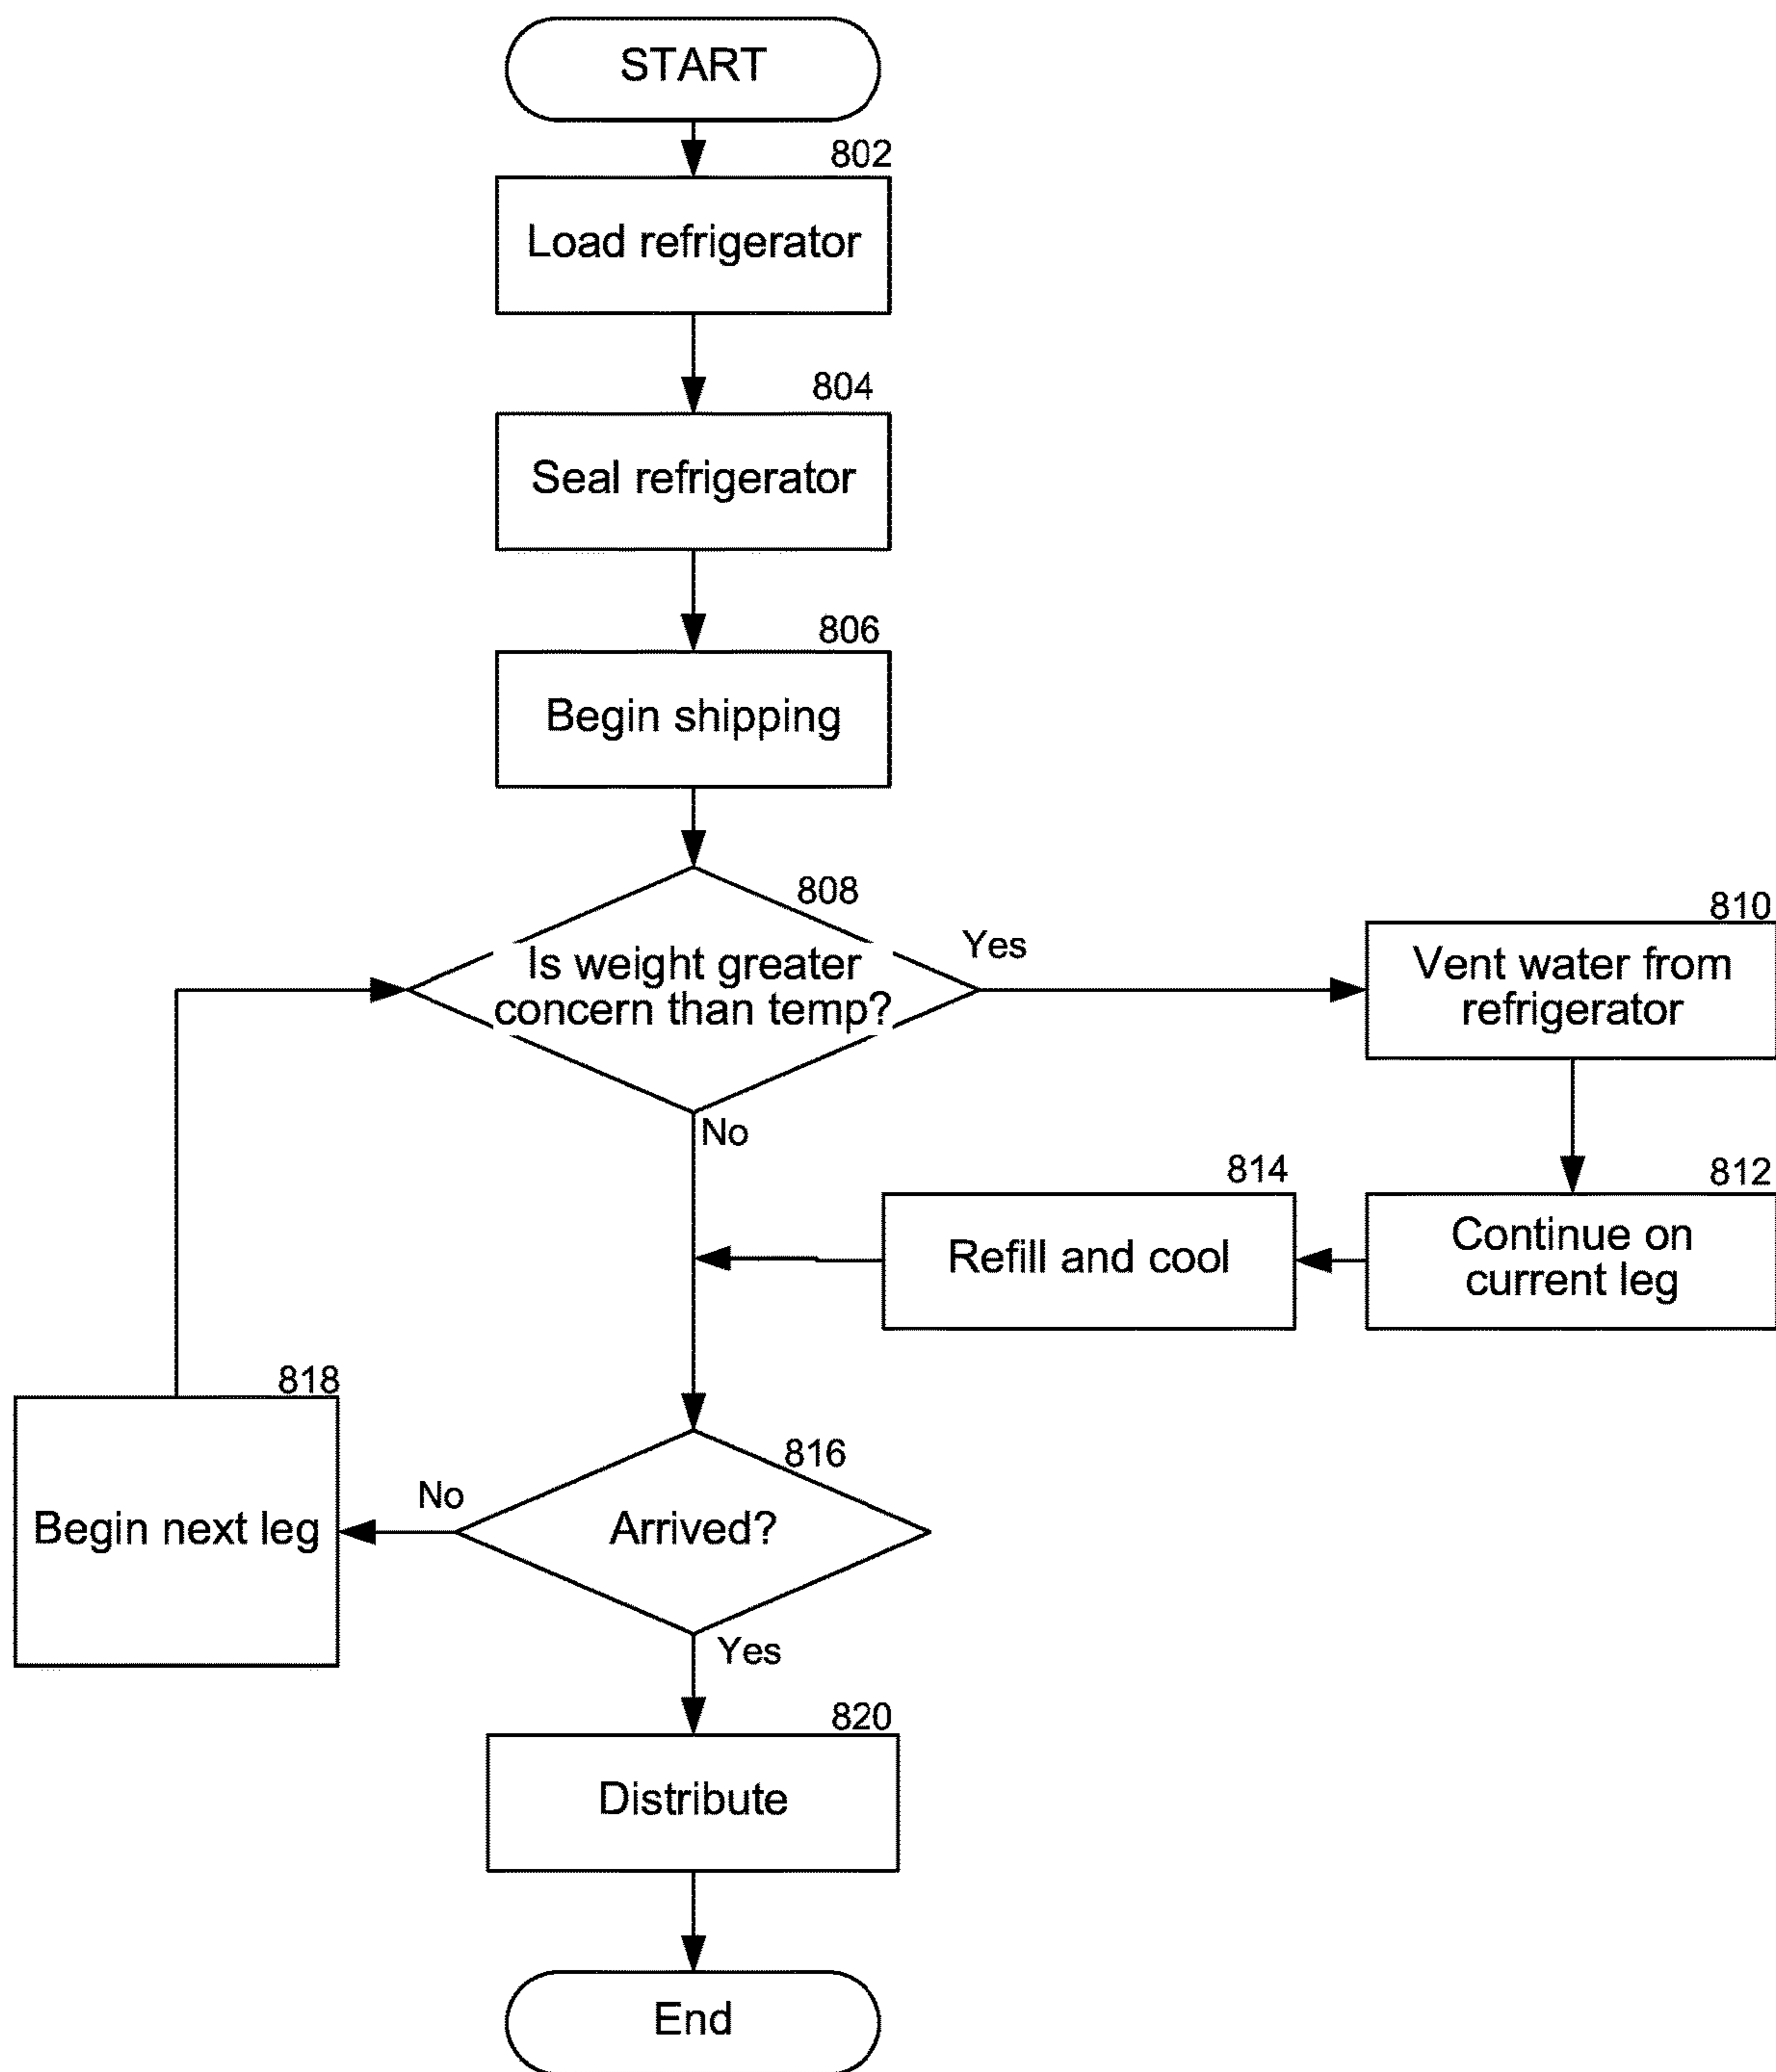 START
802
Load refrigerator
804
Seal refrigerator
806
Begin shipping
808
Is weight greater
concern than temp?
Yes
No
810
Vent water from
refrigerator
812
Continue on
current leg
814
Refill and cool
816
Arrived?
No
Yes
818
Begin next leg
820
Distribute
End